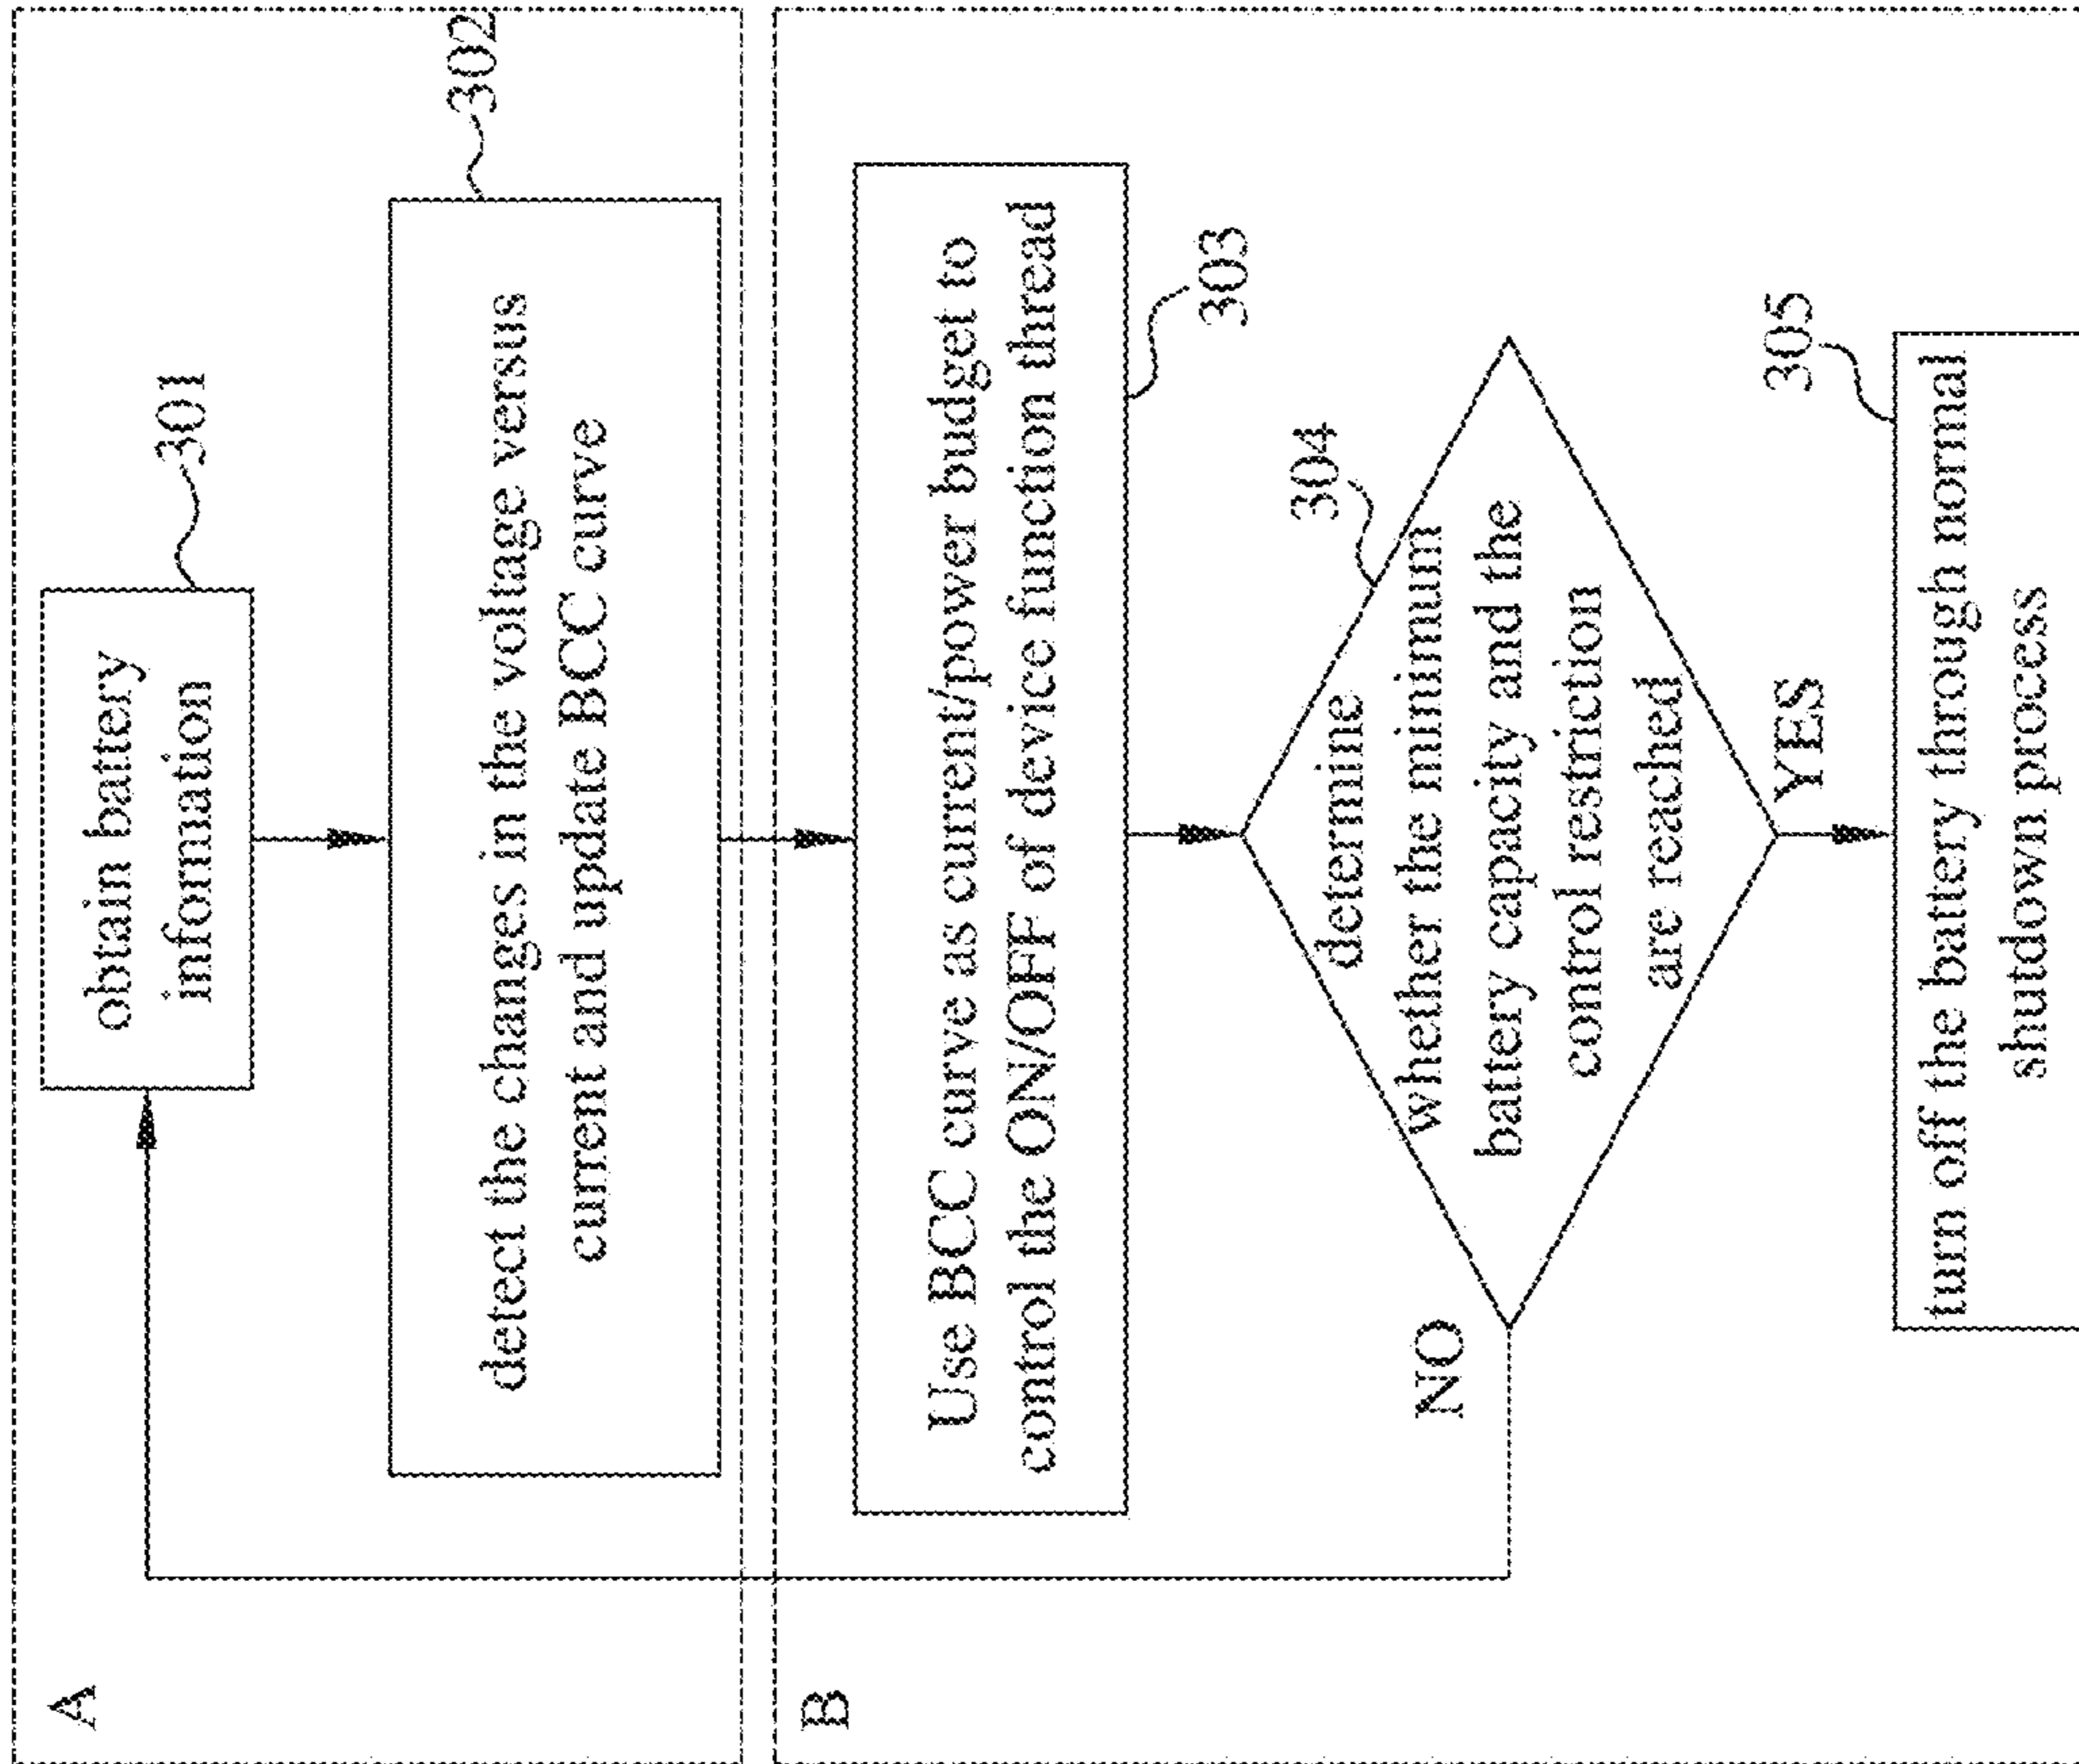 A
obtain battery
information
301
detect the changes in the voltage versus
current and update BCC curve
302
B
Use BCC curve as current/power budget to
control the ON/OFF of device function thread
303
determine
whether the minimum
battery capacity and the
control restriction
are reached
304
NO
YES
turn off the battery through normal
shutdown process
305